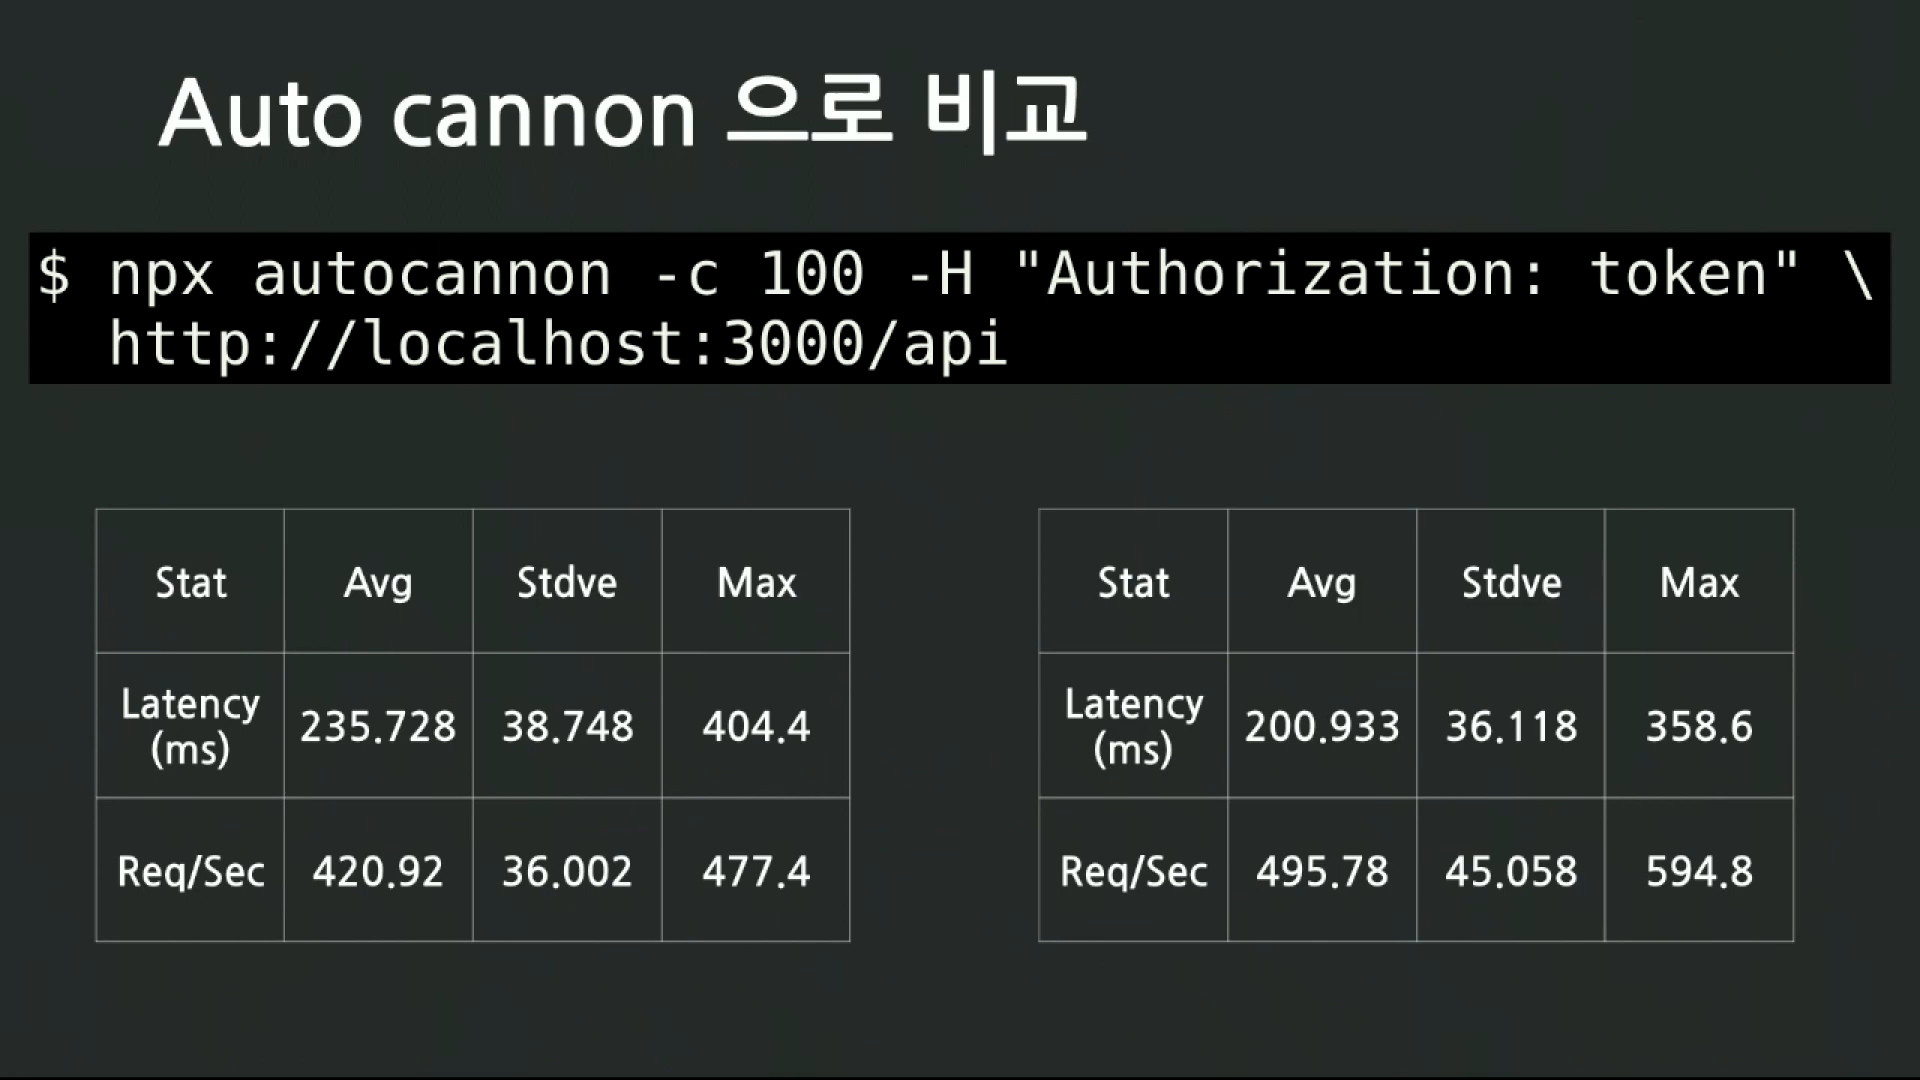 Auto cannon 으로 비교
$ npx autocannon -c 100 -H "Authorization: token" \
http://localhost:3000/api
Stat Avg Stdve Max
Latency (ms) 235.728 38.748 404.4
Req/Sec 420.92 36.002 477.4
Stat Avg Stdve Max
Latency (ms) 200.933 36.118 358.6
Req/Sec 495.78 45.058 594.8